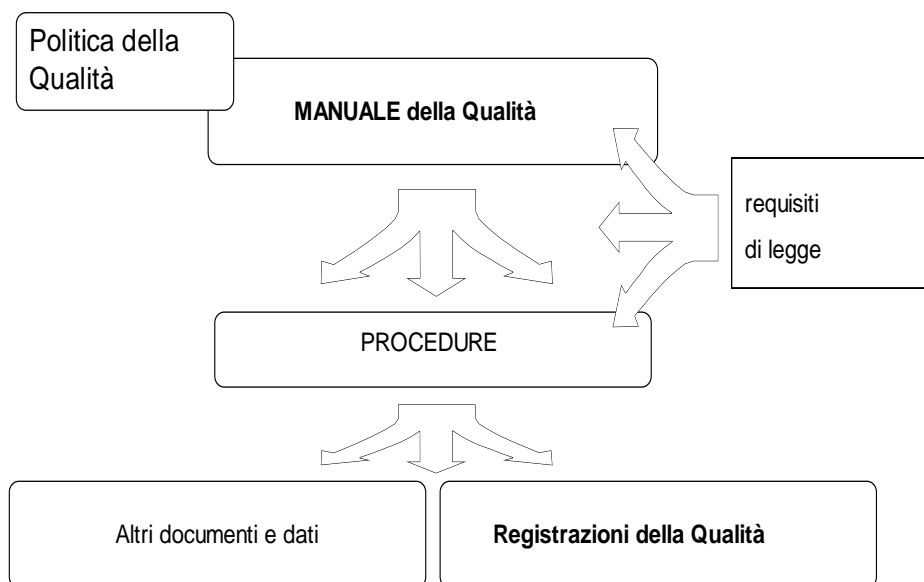 Politica della
Qualità
MANUALE della Qualità
requisiti
di legge
PROCEDURE
Altri documenti e dati
Registrazioni della Qualità